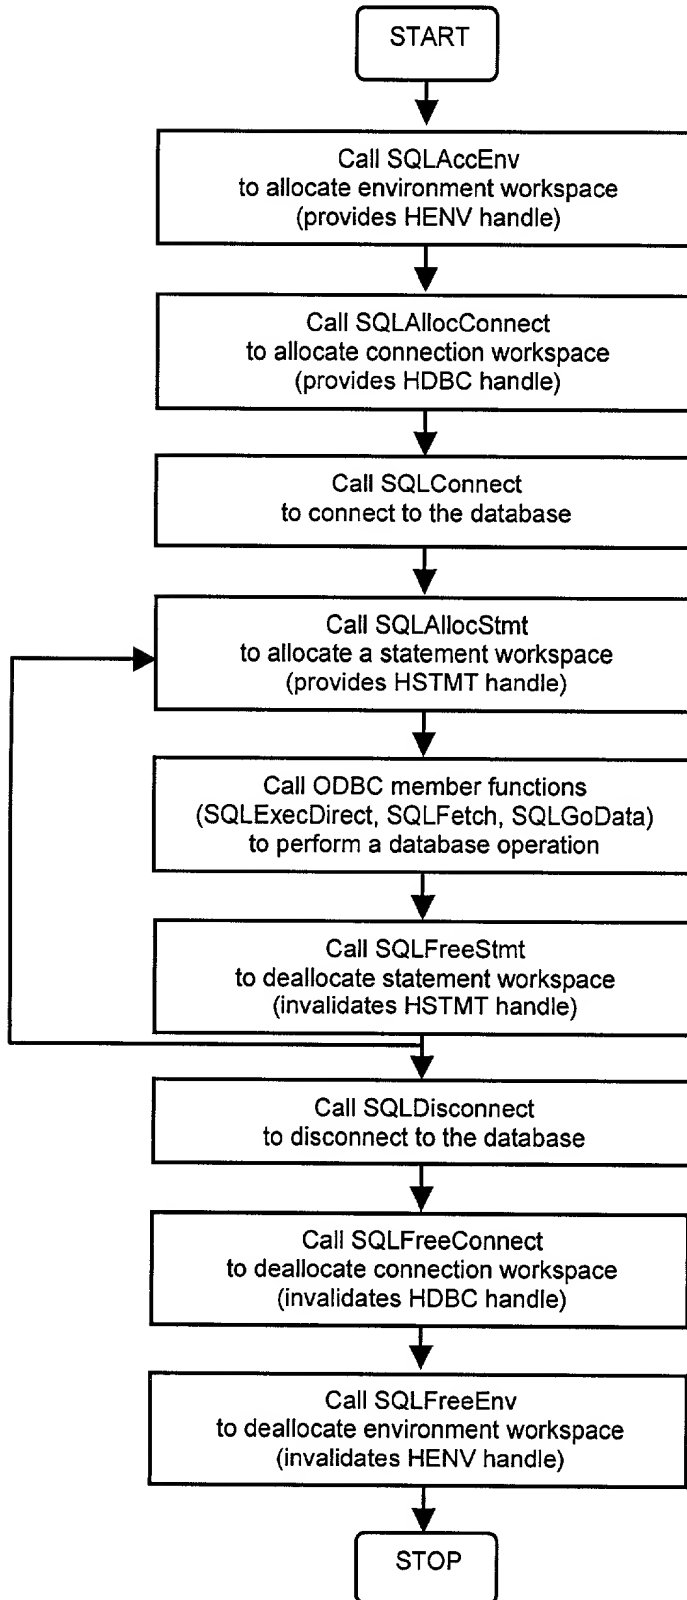 START
Call SQLAccEnv
to allocate environment workspace
(provides HENV handle)
Call SQLAllocConnect
to allocate connection workspace
(provides HDBC handle)
Call SQLConnect
to connect to the database
Call SQLAllocStmt
to allocate a statement workspace
(provides HSTMT handle)
Call ODBC member functions
(SQLExecDirect, SQLFetch, SQLGoData)
to perform a database operation
Call SQLFreeStmt
to deallocate statement workspace
(invalidates HSTMT handle)
Call SQLDisconnect
to disconnect to the database
Call SQLFreeConnect
to deallocate connection workspace
(invalidates HDBC handle)
Call SQLFreeEnv
to deallocate environment workspace
(invalidates HENV handle)
STOP